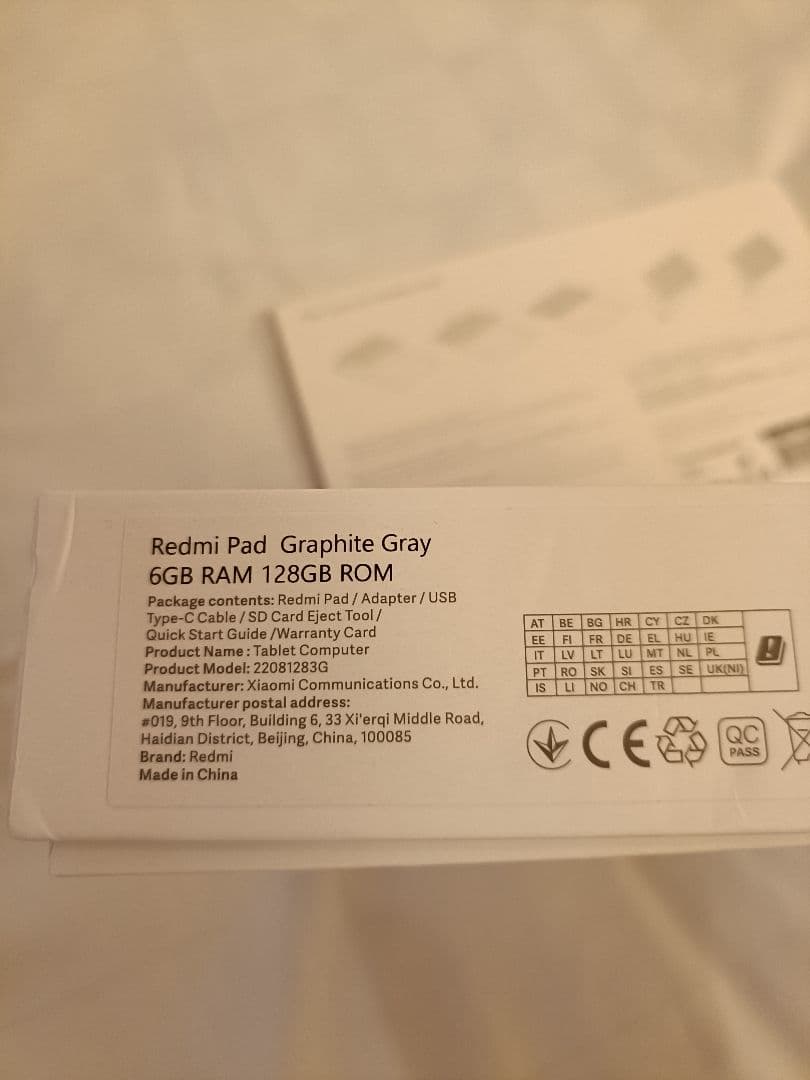 Redmi Pad Graphite Gray
6GB RAM 128GB ROM
Package contents: Redmi Pad / Adapter / USB
Type-C Cable / SD Card Eject Tool /
Quick Start Guide /Warranty Card
Product Name : Tablet Computer
Product Model: 22081283G
Manufacturer: Xiaomi Communications Co., Ltd.
Manufacturer postal address:
#019, 9th Floor, Building 6, 33 Xi'erqi Middle Road,
Haidian District, Beijing, China, 100085
Brand: Redmi
Made in China
AT BE BG HR CY CZ DK
EE FI FR DE EL HU IE
IT LV LT LU MT NL PL
PT RO SK SI ES SE UK(NI)
IS LI NO CH TR
CE
QC
PASS